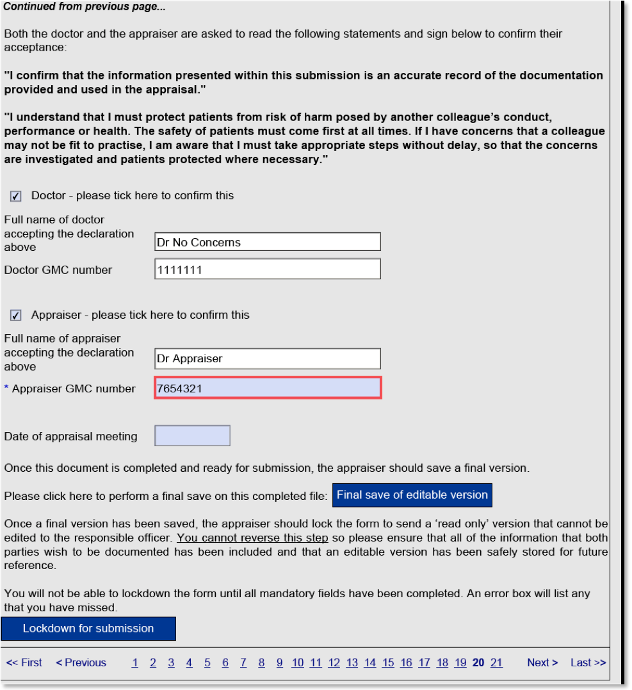 Continued from previous page...
Both the doctor and the appraiser are asked to read the following statements and sign below to confirm their
acceptance:
"I confirm that the information presented within this submission is an accurate record of the documentation
provided and used in the appraisal."
"I understand that I must protect patients from risk of harm posed by another colleague's conduct,
performance or health. The safety of patients must come first at all times. If I have concerns that a colleague
may not be fit to practise, I am aware that I must take appropriate steps without delay, so that the concerns
are investigated and patients protected where necessary."
Doctor - please tick here to confirm this
Full name of doctor
accepting the declaration
above
Dr No Concerns
Doctor GMC number
1111111
Appraiser - please tick here to confirm this
Full name of appraiser
accepting the declaration
above
Dr Appraiser
* Appraiser GMC number
7654321
Date of appraisal meeting
Once this document is completed and ready for submission, the appraiser should save a final version.
Please click here to perform a final save on this completed file: Final save of editable version
Once a final version has been saved, the appraiser should lock the form to send a 'read only' version that cannot be
edited to the responsible officer. You cannot reverse this step so please ensure that all of the information that both
parties wish to be documented has been included and that an editable version has been safely stored for future
reference.
You will not be able to lockdown the form until all mandatory fields have been completed. An error box will list any
that you have missed.
Lockdown for submission
<< First < Previous 1 2 3 4 5 6 7 8 9 10 11 12 13 14 15 16 17 18 19 20 21 Next > Last >>